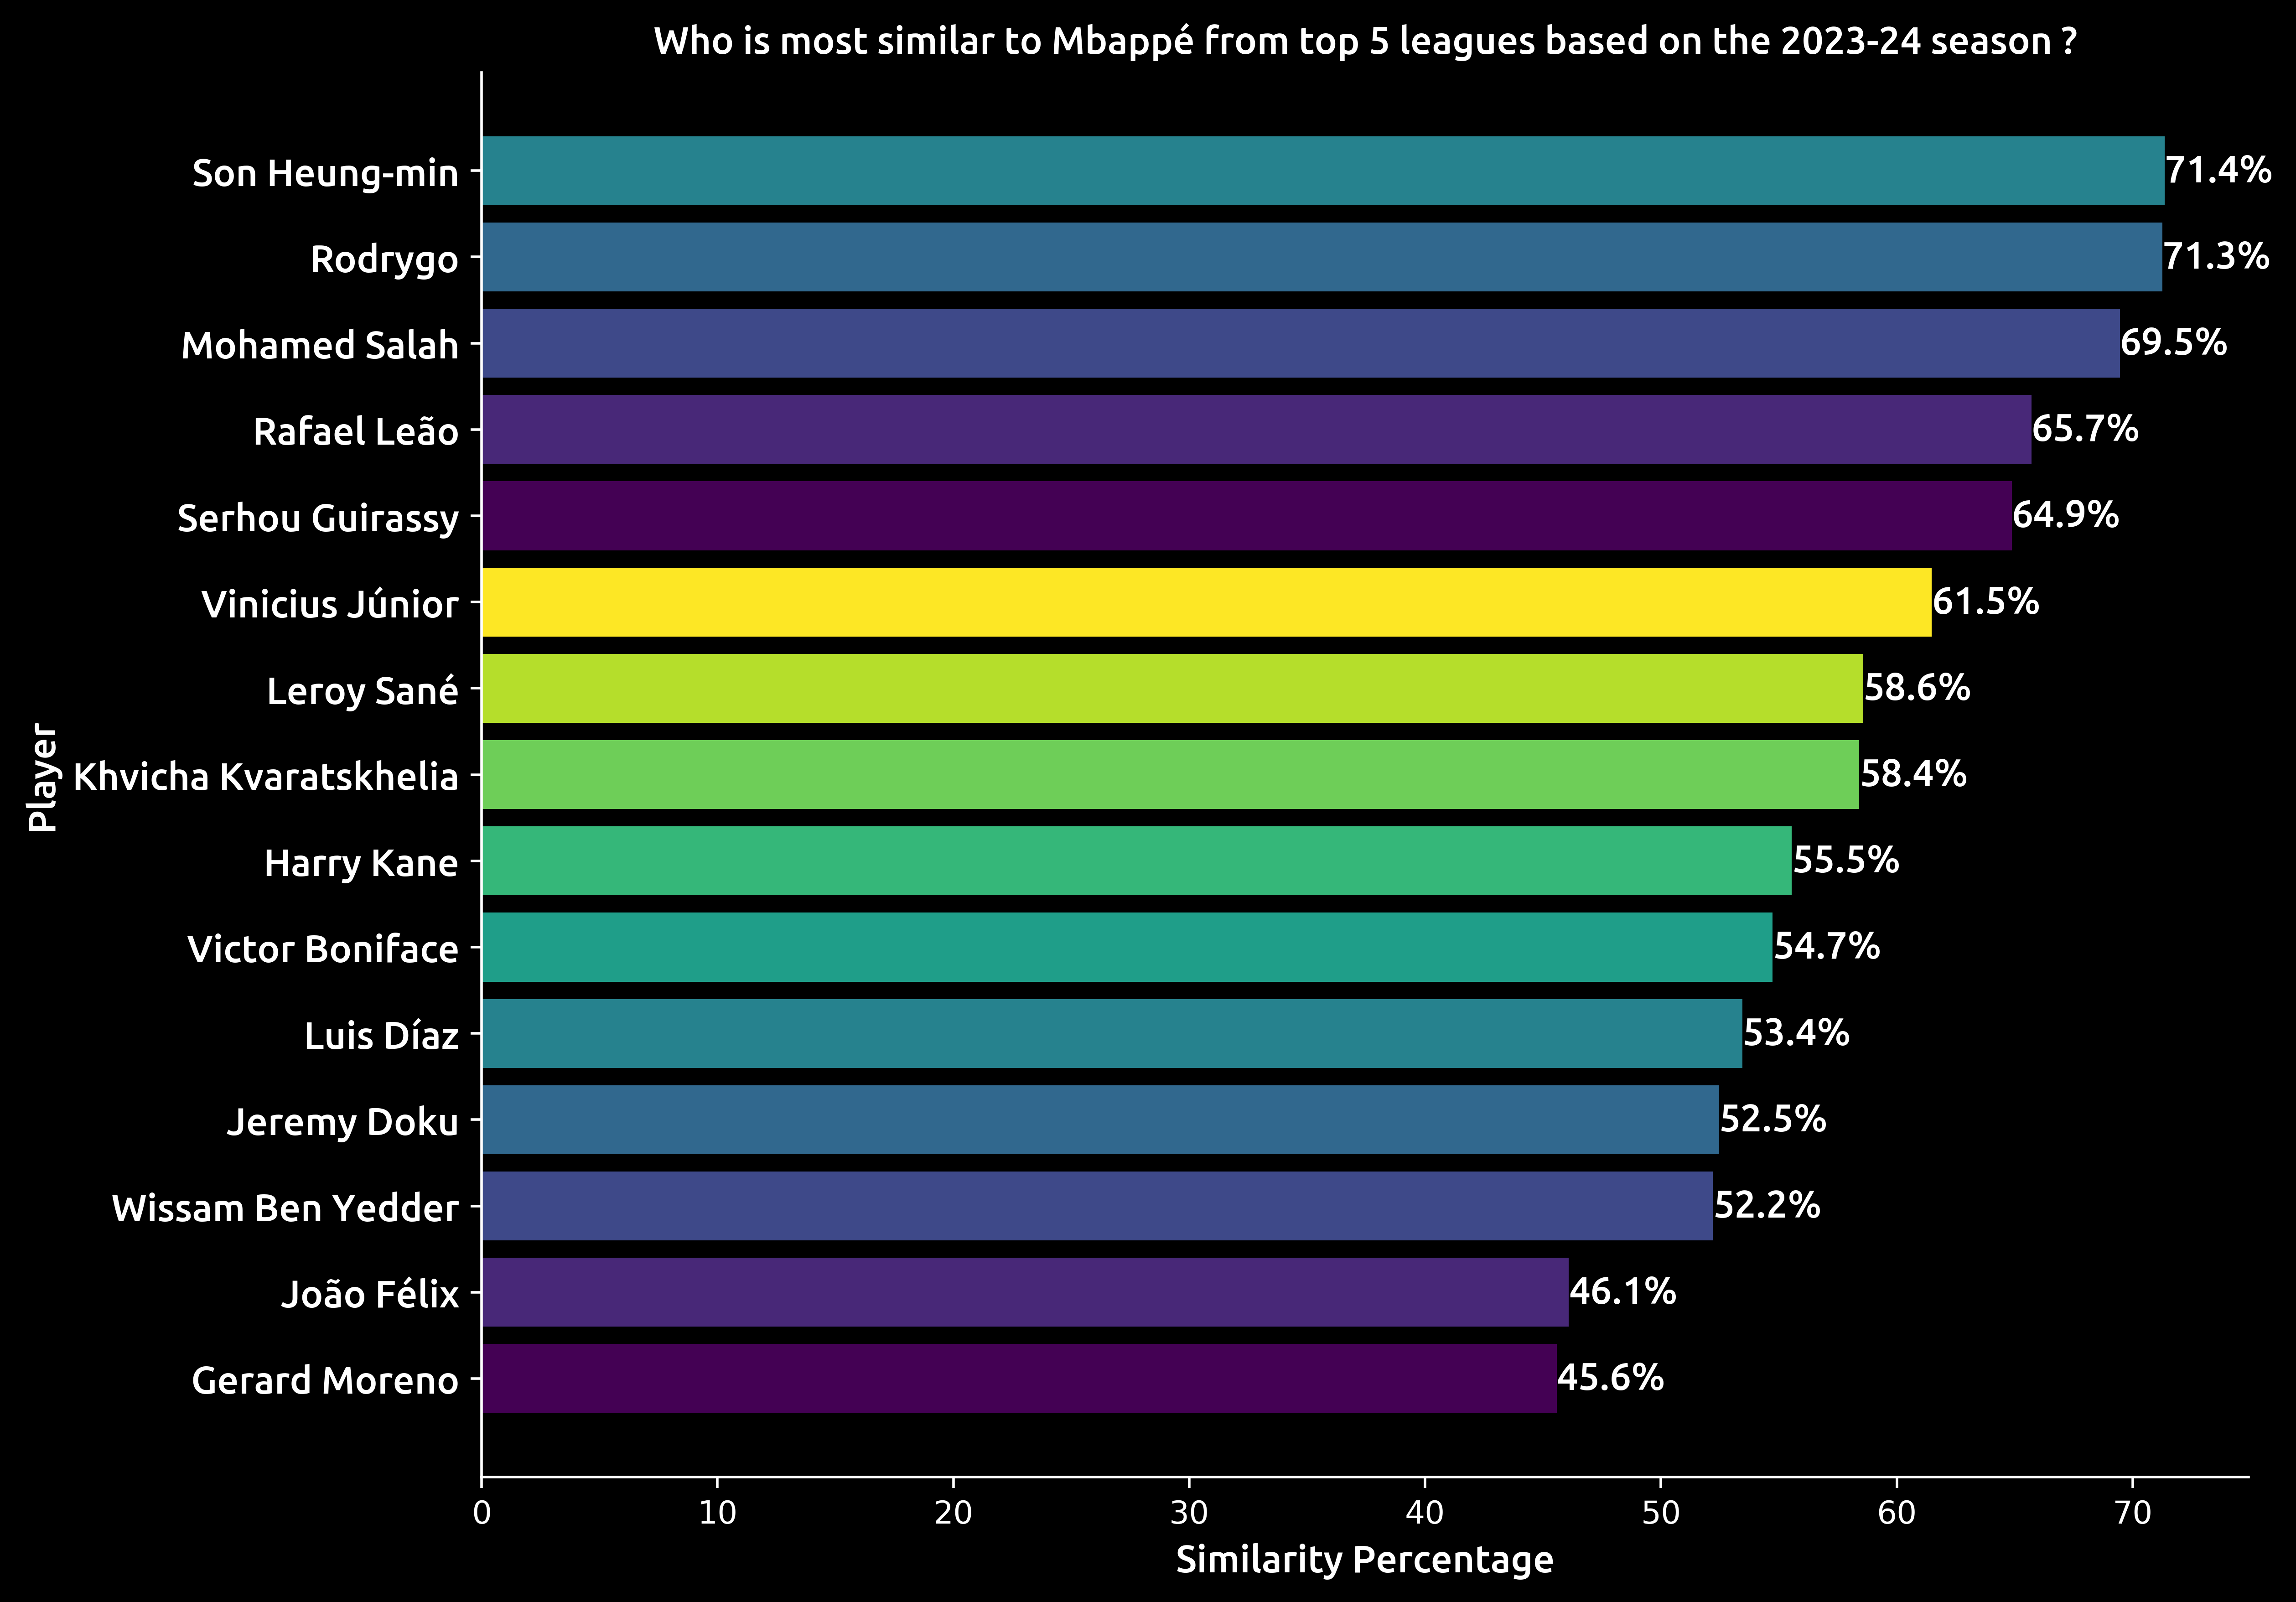 Who is most similar to Mbappé from top 5 leagues based on the 2023-24 season ?
Son Heung-min 71.4%
Rodrygo 71.3%
Mohamed Salah 69.5%
Rafael Leão 65.7%
Serhou Guirassy 64.9%
Vinicius Júnior 61.5%
Leroy Sané 58.6%
Khvicha Kvaratskhelia 58.4%
Harry Kane 55.5%
Victor Boniface 54.7%
Luis Díaz 53.4%
Jeremy Doku 52.5%
Wissam Ben Yedder 52.2%
João Félix 46.1%
Gerard Moreno 45.6%
Player
0 10 20 30 40 50 60 70
Similarity Percentage